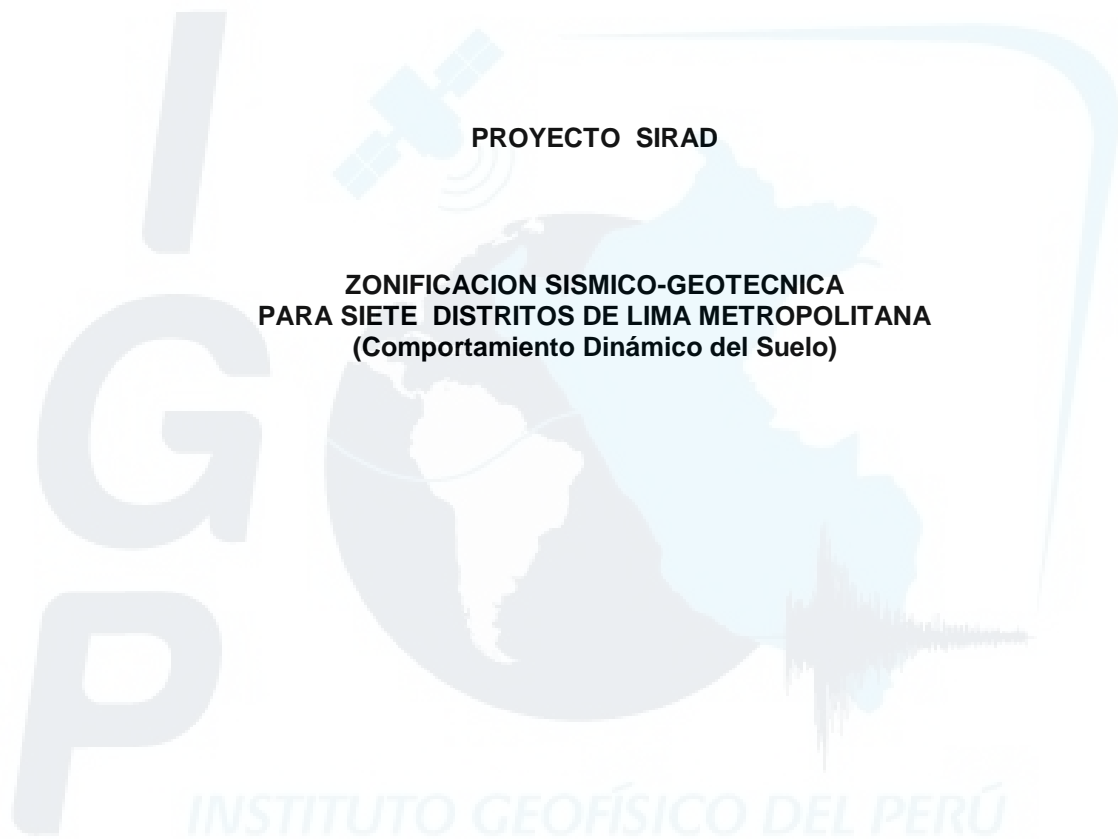 PROYECTO SIRAD
ZONIFICACION SISMICO-GEOTECNICA
PARA SIETE DISTRITOS DE LIMA METROPOLITANA
(Comportamiento Dinámico del Suelo)
I
G
P
INSTITUTO GEOFÍSICO DEL PERÚ